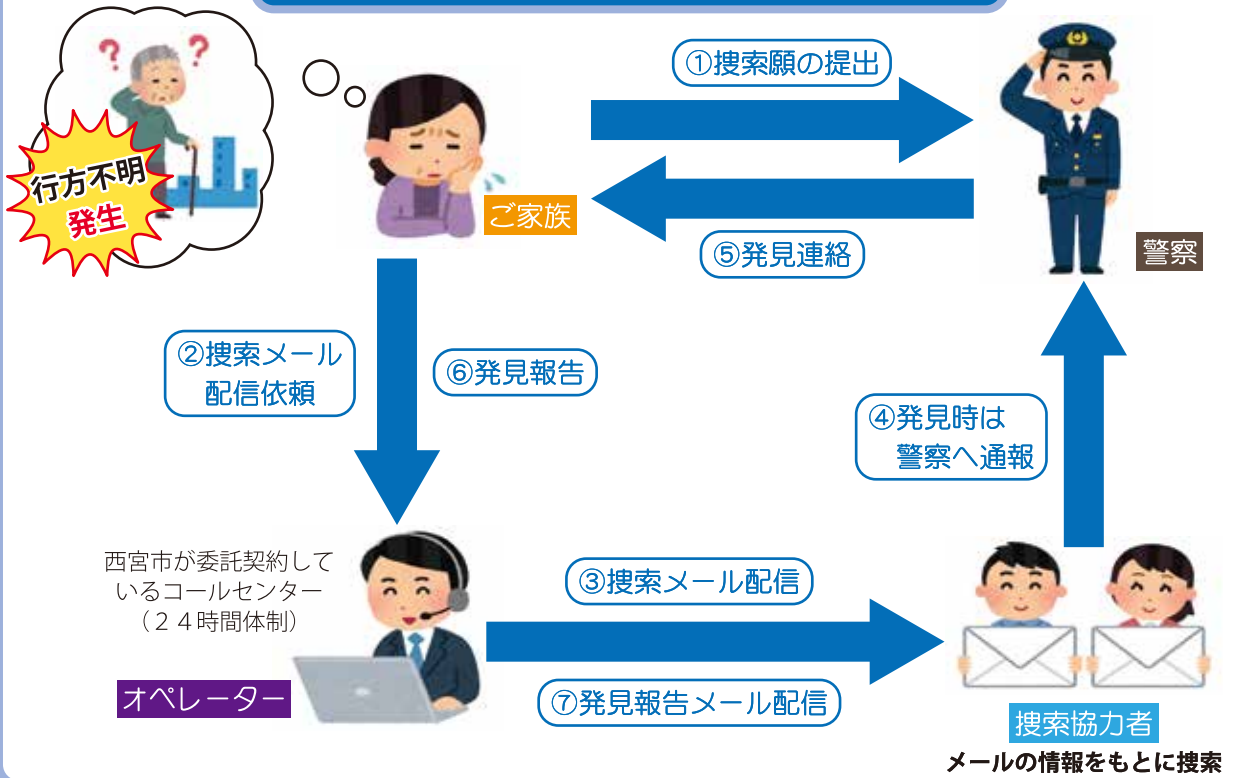 ？ ？
行方不明
発生
①捜索願の提出
ご家族
⑤発見連絡
警察
②捜索メール
配信依頼
⑥発見報告
④発見時は
警察へ通報
西宮市が委託契約して
いるコールセンター
（２４時間体制）
③捜索メール配信
オペレーター
⑦発見報告メール配信
捜索協力者
メールの情報をもとに捜索